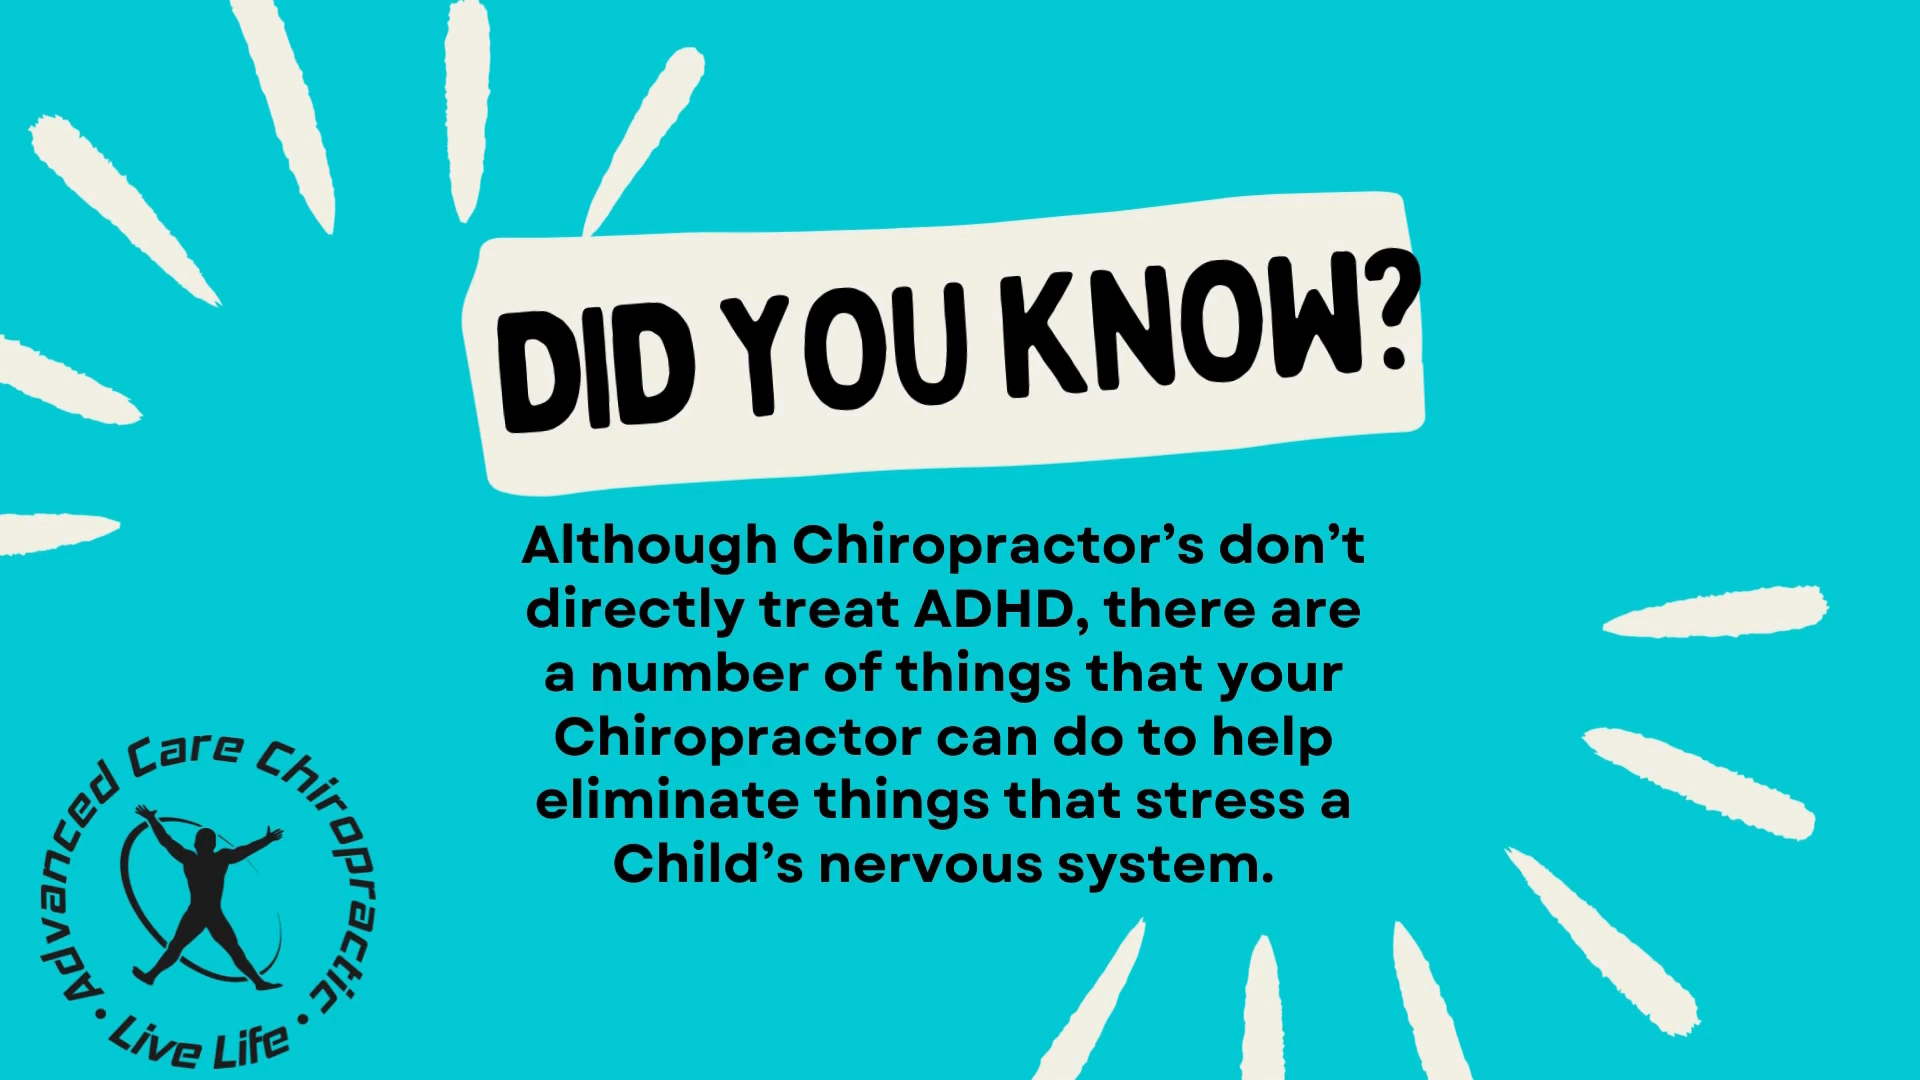 DID YOU KNOW?
Although Chiropractor’s don’t
directly treat ADHD, there are
a number of things that your
Chiropractor can do to help
eliminate things that stress a
Child’s nervous system.
Advanced Care Chiropractic
• Live Life •